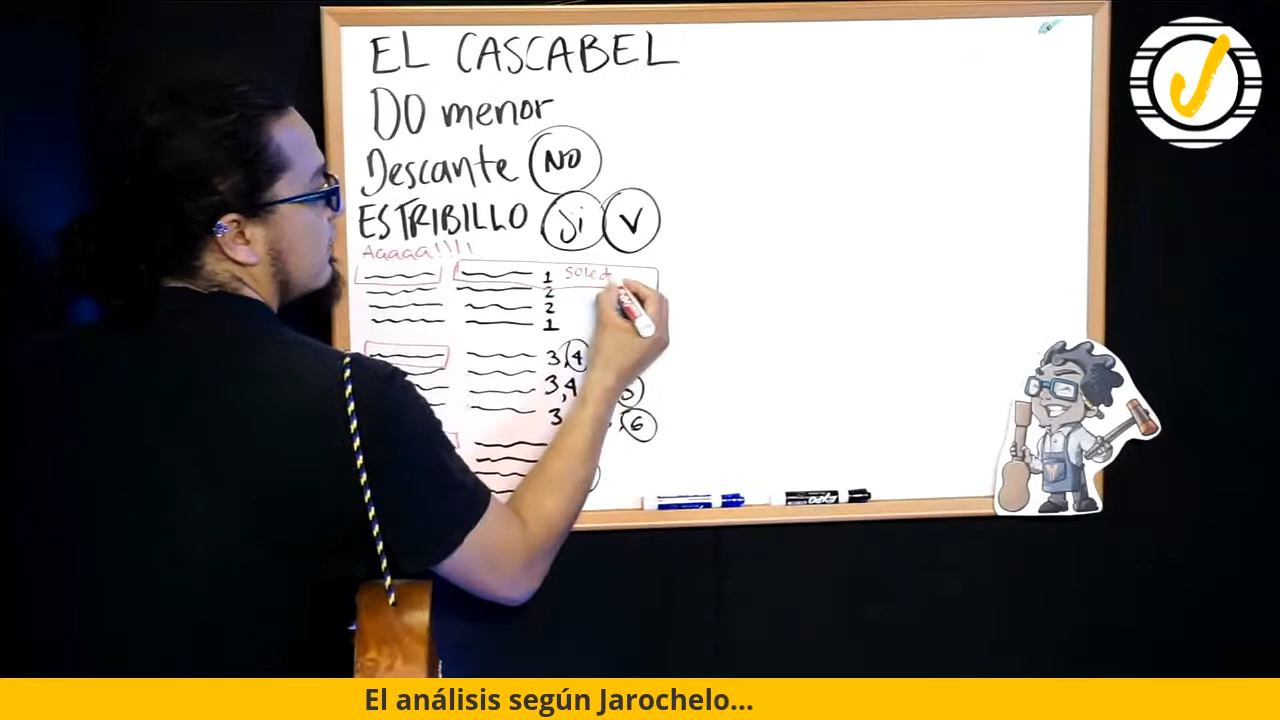 EL CASCABEL
DO menor
Descante NO
ESTRIBILLO Si V
Aaaaa!!!!
1
2
2
1
3,4
3,4
3, 6
EXPO
El análisis según Jarochelo...